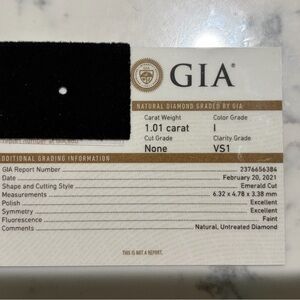 GIA
NATURAL DIAMOND GRADED BY GIA
Carat Weight Color Grade
1.01 carat I
Cut Grade Clarity Grade
None VS1
DDITIONAL GRADING INFORMATION
GIA Report Number 2376656384
Date February 20, 2021
Shape and Cutting Style Emerald Cut
Measurements 6.32 x 4.78 x 3.38 mm
Polish Excellent
Symmetry Excellent
Fluorescence Faint
Comments Natural, Untreated Diamond
THIS IS NOT A REPORT.